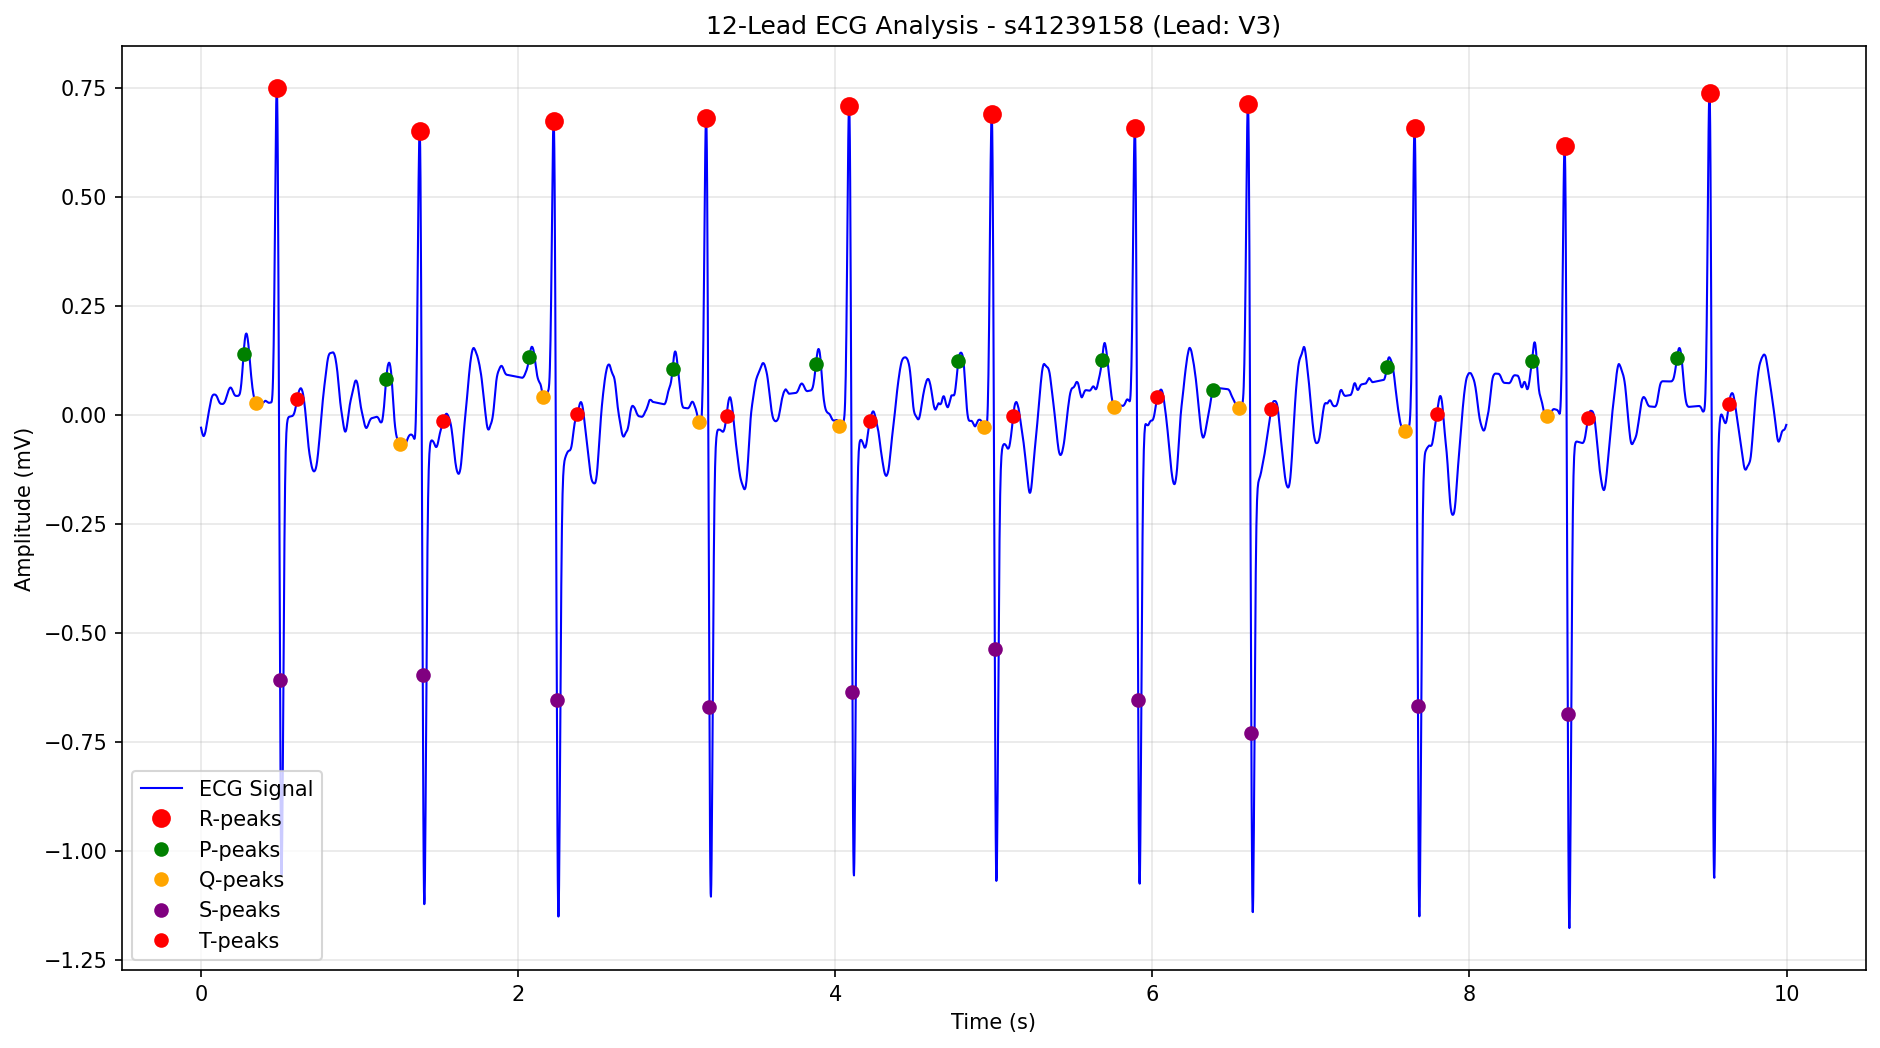 12-Lead ECG Analysis - s41239158 (Lead: V3)
Amplitude (mV)
0.75
0.50
0.25
0.00
−0.25
−0.50
−0.75
−1.00
−1.25
ECG Signal
R-peaks
P-peaks
Q-peaks
S-peaks
T-peaks
0 2 4 6 8 10
Time (s)